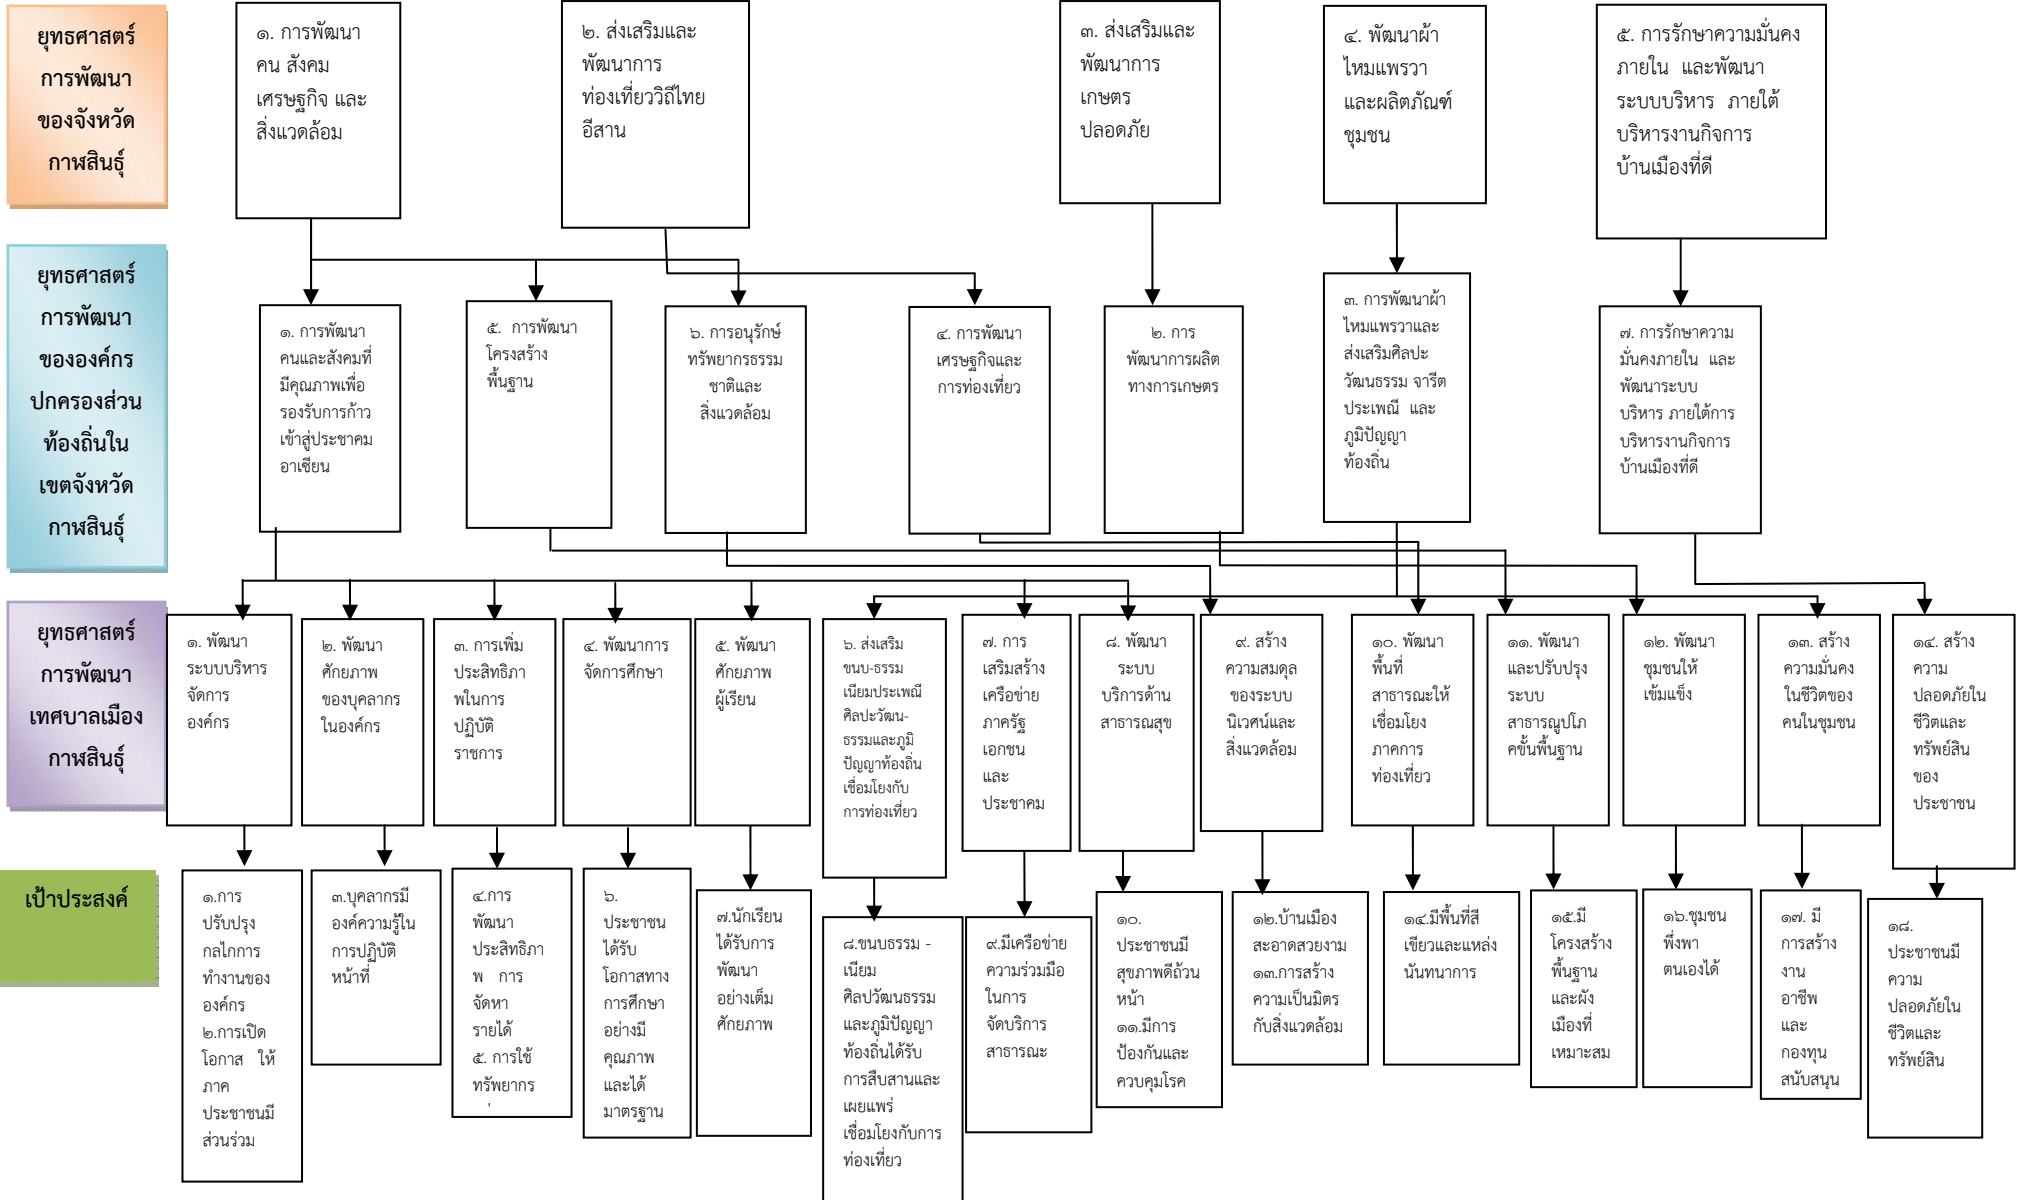 ยุทธศาสตร์
การพัฒนา
ของจังหวัด
กาฬสินธุ์
๑. การพัฒนา
คน สังคม
เศรษฐกิจ และ
สิ่งแวดล้อม
๒. ส่งเสริมและ
พัฒนาการ
ท่องเที่ยววิถีไทย
อีสาน
๓. ส่งเสริมและ
พัฒนาการ
เกษตร
ปลอดภัย
๔. พัฒนาผ้า
ไหมแพรวา
และผลิตภัณฑ์
ชุมชน
๕. การรักษาความมั่นคง
ภายใน และพัฒนา
ระบบบริหาร ภายใต้
บริหารงานกิจการ
บ้านเมืองที่ดี
ยุทธศาสตร์
การพัฒนา
ขององค์กร
ปกครองส่วน
ท้องถิ่นใน
เขตจังหวัด
กาฬสินธุ์
๑. การพัฒนา
คนและสังคมที่
มีคุณภาพเพื่อ
รองรับการก้าว
เข้าสู่ประชาคม
อาเซียน
๕. การพัฒนา
โครงสร้าง
พื้นฐาน
๖. การอนุรักษ์
ทรัพยากรธรรม
ชาติและ
สิ่งแวดล้อม
๔. การพัฒนา
เศรษฐกิจและ
การท่องเที่ยว
๒. การ
พัฒนาการผลิต
ทางการเกษตร
๓. การพัฒนาผ้า
ไหมแพรวาและ
ส่งเสริมศิลปะ
วัฒนธรรม จารีต
ประเพณี และ
ภูมิปัญญา
ท้องถิ่น
๗. การรักษาความ
มั่นคงภายใน และ
พัฒนาระบบ
บริหาร ภายใต้การ
บริหารงานกิจการ
บ้านเมืองที่ดี
ยุทธศาสตร์
การพัฒนา
เทศบาลเมือง
กาฬสินธุ์
๑. พัฒนา
ระบบบริหาร
จัดการ
องค์กร
๒. พัฒนา
ศักยภาพ
ของบุคลากร
ในองค์กร
๓. การเพิ่ม
ประสิทธิภา
พในการ
ปฏิบัติ
ราชการ
๔. พัฒนาการ
จัดการศึกษา
๕. พัฒนา
ศักยภาพ
ผู้เรียน
๖. ส่งเสริม
ขนบ-ธรรม
เนียมประเพณี
ศิลปะวัฒน-
ธรรมและภูมิ
ปัญญาท้องถิ่น
เชื่อมโยงกับ
การท่องเที่ยว
๗. การ
เสริมสร้าง
เครือข่าย
ภาครัฐ
เอกชน
และ
ประชาคม
๘. พัฒนา
ระบบ
บริการด้าน
สาธารณสุข
๙. สร้าง
ความสมดุล
ของระบบ
นิเวศน์และ
สิ่งแวดล้อม
๑๐. พัฒนา
พื้นที่
สาธารณะให้
เชื่อมโยง
ภาคการ
ท่องเที่ยว
๑๑. พัฒนา
และปรับปรุง
ระบบ
สาธารณูปโภ
คขั้นพื้นฐาน
๑๒. พัฒนา
ชุมชนให้
เข้มแข็ง
๑๓. สร้าง
ความมั่นคง
ในชีวิตของ
คนในชุมชน
๑๔. สร้าง
ความ
ปลอดภัยใน
ชีวิตและ
ทรัพย์สิน
ของ
ประชาชน
เป้าประสงค์
๑.การ
ปรับปรุง
กลไกการ
ทำงานของ
องค์กร
๒.การเปิด
โอกาส ให้
ภาค
ประชาชนมี
ส่วนร่วม
๓.บุคลากรมี
องค์ความรู้ใน
การปฏิบัติ
หน้าที่
๔.การ
พัฒนา
ประสิทธิภา
พ การ
จัดหา
รายได้
๕. การใช้
ทรัพยากร
๖.
ประชาชน
ได้รับ
โอกาสทาง
การศึกษา
อย่างมี
คุณภาพ
และได้
มาตรฐาน
๗.นักเรียน
ได้รับการ
พัฒนา
อย่างเต็ม
ศักยภาพ
๘.ขนบธรรม -
เนียม
ศิลปวัฒนธรรม
และภูมิปัญญา
ท้องถิ่นได้รับ
การสืบสานและ
เผยแพร่
เชื่อมโยงกับการ
ท่องเที่ยว
๙.มีเครือข่าย
ความร่วมมือ
ในการ
จัดบริการ
สาธารณะ
๑๐.
ประชาชนมี
สุขภาพดีถ้วน
หน้า
๑๑.มีการ
ป้องกันและ
ควบคุมโรค
๑๒.บ้านเมือง
สะอาดสวยงาม
๑๓.การสร้าง
ความเป็นมิตร
กับสิ่งแวดล้อม
๑๔.มีพื้นที่สี
เขียวและแหล่ง
นันทนาการ
๑๕.มี
โครงสร้าง
พื้นฐาน
และผัง
เมืองที่
เหมาะสม
๑๖.ชุมชน
พึ่งพา
ตนเองได้
๑๗. มี
การสร้าง
งาน
อาชีพ
และ
กองทุน
สนับสนุน
๑๘.
ประชาชนมี
ความ
ปลอดภัยใน
ชีวิตและ
ทรัพย์สิน